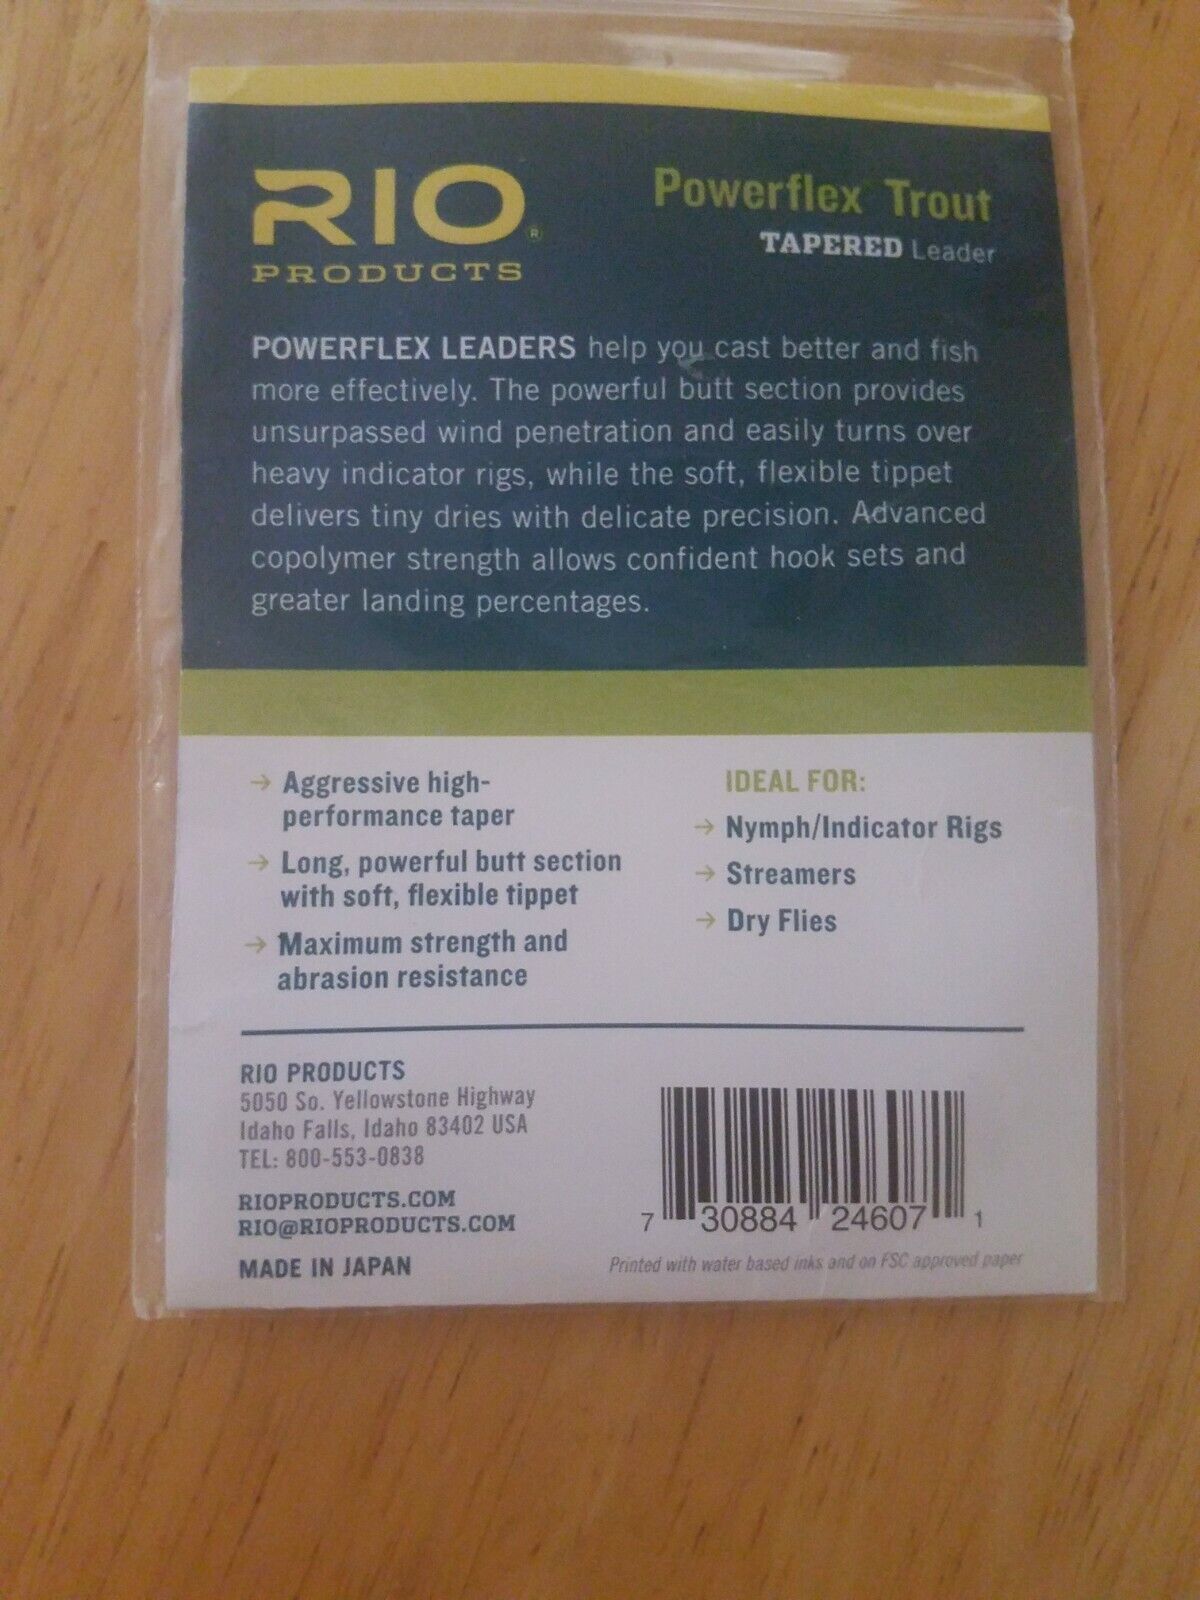 RIO®
PRODUCTS
Powerflex Trout
TAPERED Leader
POWERFLEX LEADERS help you cast better and fish
more effectively. The powerful butt section provides
unsurpassed wind penetration and easily turns over
heavy indicator rigs, while the soft, flexible tippet
delivers tiny dries with delicate precision. Advanced
copolymer strength allows confident hook sets and
greater landing percentages.
→ Aggressive high-
performance taper
→ Long, powerful butt section
with soft, flexible tippet
→ Maximum strength and
abrasion resistance
IDEAL FOR:
→ Nymph/Indicator Rigs
→ Streamers
→ Dry Flies
RIO PRODUCTS
5050 So. Yellowstone Highway
Idaho Falls, Idaho 83402 USA
TEL: 800-553-0838
RIOPRODUCTS.COM
RIO@RIOPRODUCTS.COM
MADE IN JAPAN
7 30884 24607 1
Printed with water based inks and on FSC approved paper